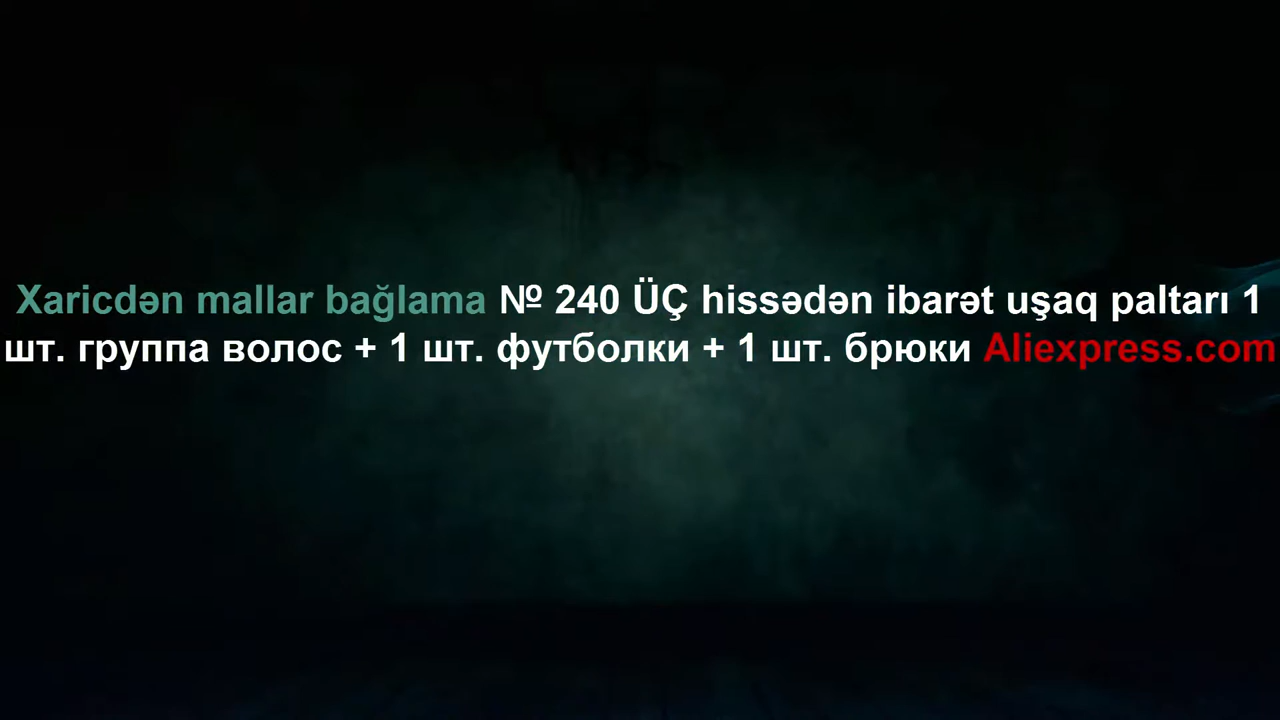 Xaricdən mallar bağlama № 240 ÜÇ hissədən ibarət uşaq paltarı 1
шт. группа волос + 1 шт. футболки + 1 шт. брюки Aliexpress.com